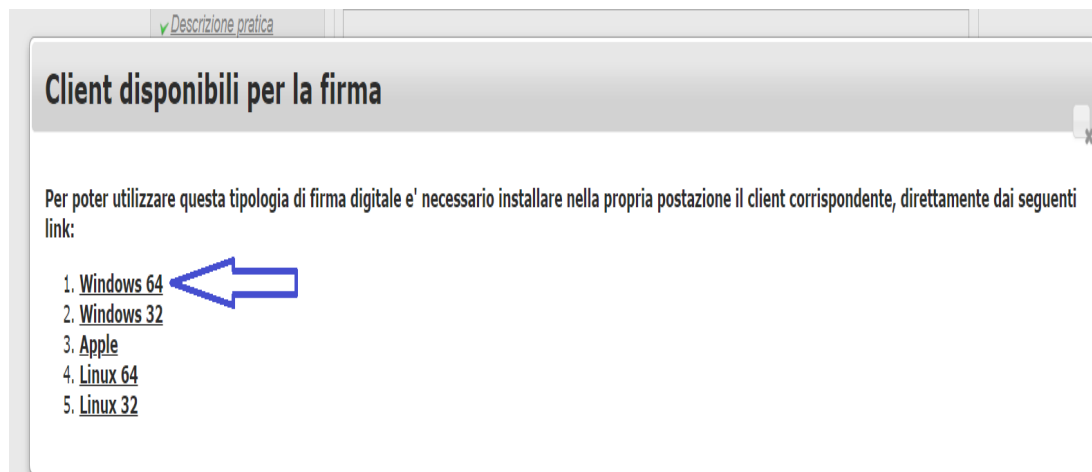 Descrizione pratica
Client disponibili per la firma
Per poter utilizzare questa tipologia di firma digitale e' necessario installare nella propria postazione il client corrispondente, direttamente dai seguenti
link:
1. Windows 64
2. Windows 32
3. Apple
4. Linux 64
5. Linux 32